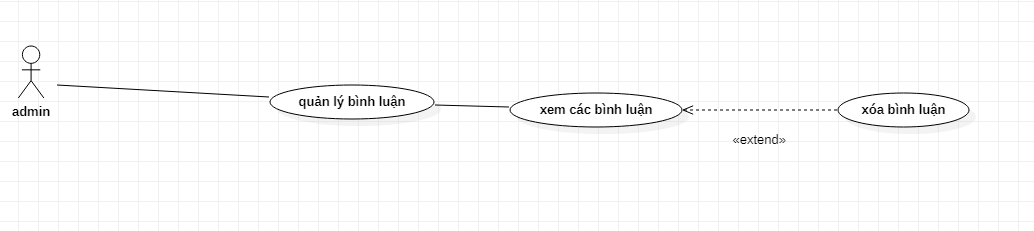 admin
quản lý bình luận
xem các bình luận
xóa bình luận
«extend»